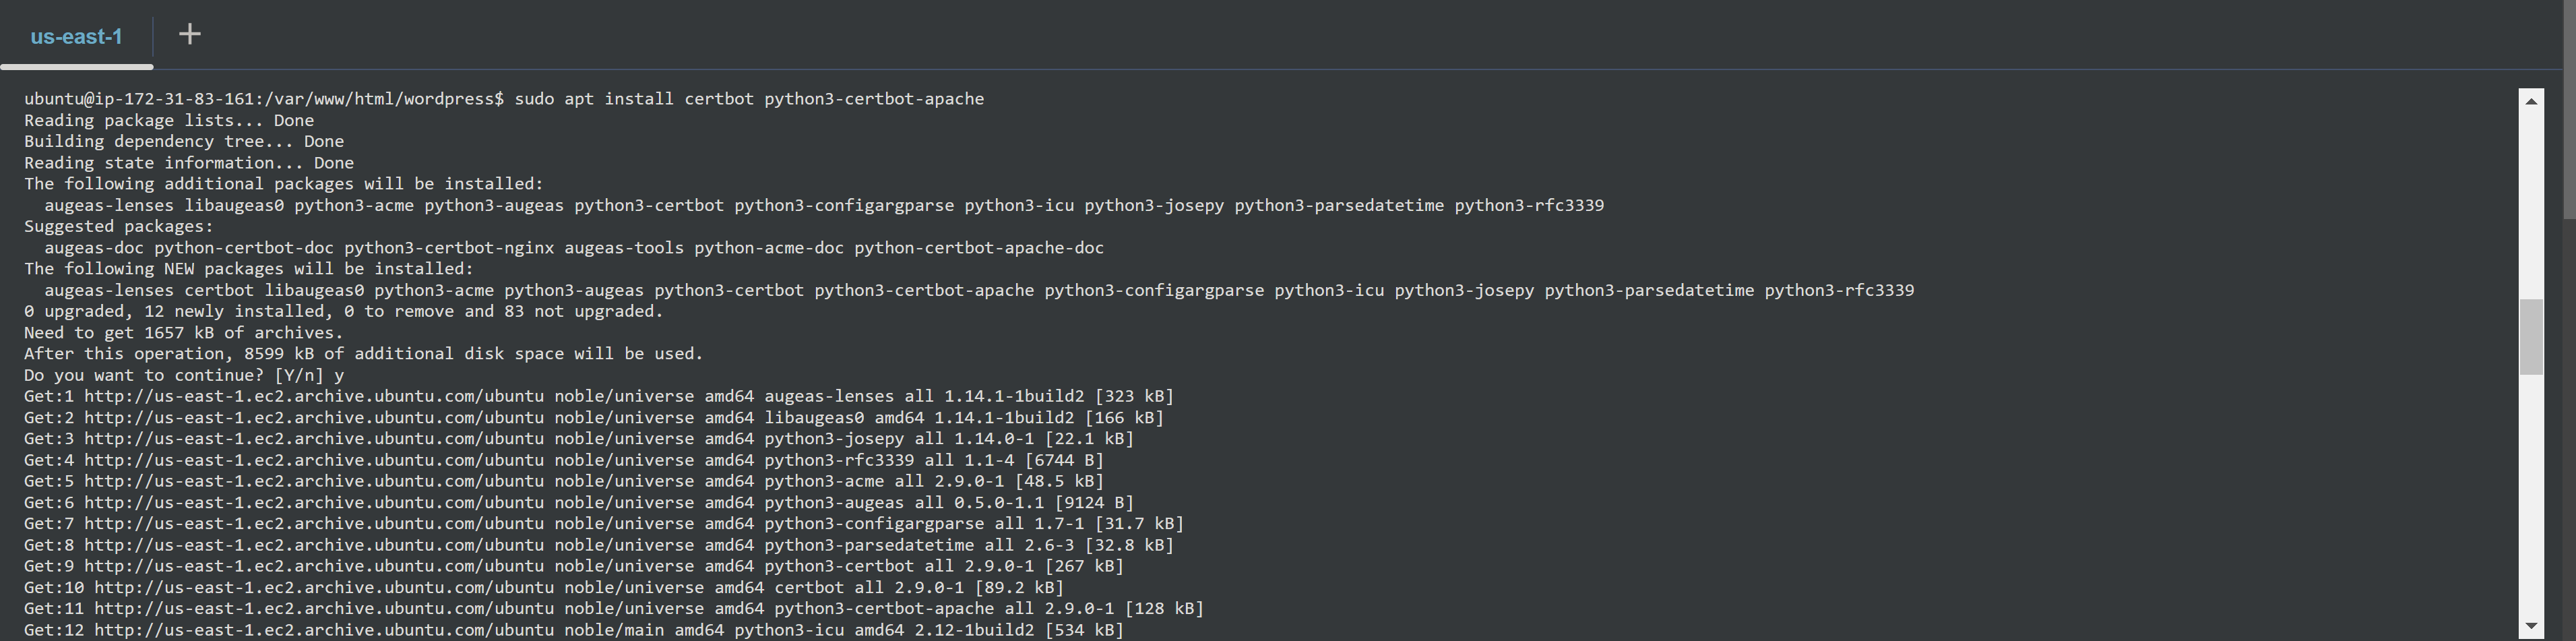 us-east-1 +
ubuntu@ip-172-31-83-161:/var/www/html/wordpress$ sudo apt install certbot python3-certbot-apache
Reading package lists... Done
Building dependency tree... Done
Reading state information... Done
The following additional packages will be installed:
  augeas-lenses libaugeas0 python3-acme python3-augeas python3-certbot python3-configargparse python3-icu python3-josepy python3-parsedatetime python3-rfc3339
Suggested packages:
  augeas-doc python-certbot-doc python3-certbot-nginx augeas-tools python-acme-doc python-certbot-apache-doc
The following NEW packages will be installed:
  augeas-lenses certbot libaugeas0 python3-acme python3-augeas python3-certbot python3-certbot-apache python3-configargparse python3-icu python3-josepy python3-parsedatetime python3-rfc3339
0 upgraded, 12 newly installed, 0 to remove and 83 not upgraded.
Need to get 1657 kB of archives.
After this operation, 8599 kB of additional disk space will be used.
Do you want to continue? [Y/n] y
Get:1 http://us-east-1.ec2.archive.ubuntu.com/ubuntu noble/universe amd64 augeas-lenses all 1.14.1-1build2 [323 kB]
Get:2 http://us-east-1.ec2.archive.ubuntu.com/ubuntu noble/universe amd64 libaugeas0 amd64 1.14.1-1build2 [166 kB]
Get:3 http://us-east-1.ec2.archive.ubuntu.com/ubuntu noble/universe amd64 python3-josepy all 1.14.0-1 [22.1 kB]
Get:4 http://us-east-1.ec2.archive.ubuntu.com/ubuntu noble/universe amd64 python3-rfc3339 all 1.1-4 [6744 B]
Get:5 http://us-east-1.ec2.archive.ubuntu.com/ubuntu noble/universe amd64 python3-acme all 2.9.0-1 [48.5 kB]
Get:6 http://us-east-1.ec2.archive.ubuntu.com/ubuntu noble/universe amd64 python3-augeas all 0.5.0-1.1 [9124 B]
Get:7 http://us-east-1.ec2.archive.ubuntu.com/ubuntu noble/universe amd64 python3-configargparse all 1.7-1 [31.7 kB]
Get:8 http://us-east-1.ec2.archive.ubuntu.com/ubuntu noble/universe amd64 python3-parsedatetime all 2.6-3 [32.8 kB]
Get:9 http://us-east-1.ec2.archive.ubuntu.com/ubuntu noble/universe amd64 python3-certbot all 2.9.0-1 [267 kB]
Get:10 http://us-east-1.ec2.archive.ubuntu.com/ubuntu noble/universe amd64 certbot all 2.9.0-1 [89.2 kB]
Get:11 http://us-east-1.ec2.archive.ubuntu.com/ubuntu noble/universe amd64 python3-certbot-apache all 2.9.0-1 [128 kB]
Get:12 http://us-east-1.ec2.archive.ubuntu.com/ubuntu noble/main amd64 python3-icu amd64 2.12-1build2 [534 kB]